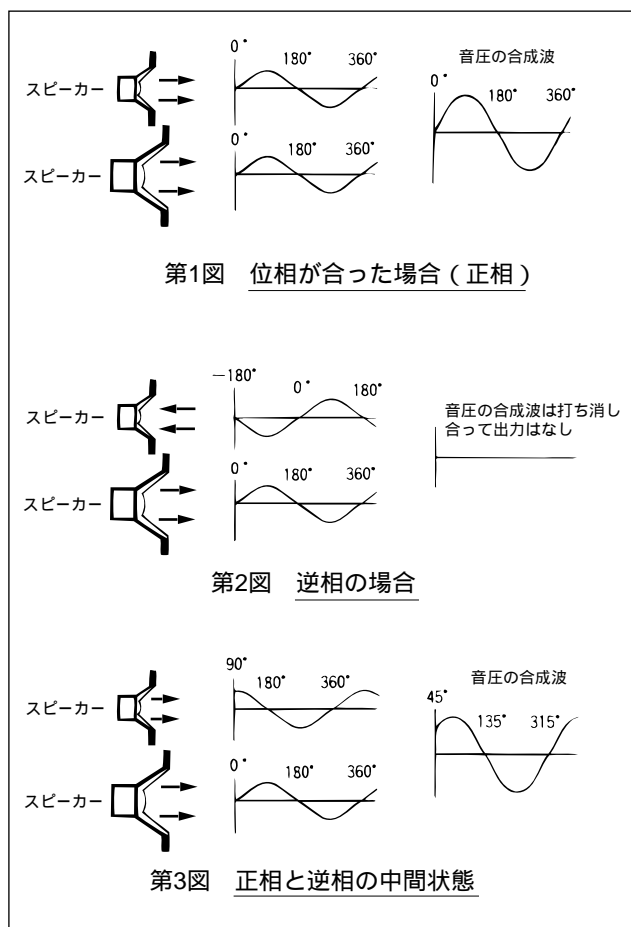 スピーカー
0° 180° 360°
スピーカー
0° 180° 360°
音圧の合成波
0° 180° 360°
第1図 位相が合った場合（正相）
スピーカー
−180° 0° 180°
スピーカー
0° 180° 360°
音圧の合成波は打ち消し
合って出力はなし
第2図 逆相の場合
スピーカー
90° 180° 360°
スピーカー
0° 180° 360°
音圧の合成波
45° 135° 315°
第3図 正相と逆相の中間状態